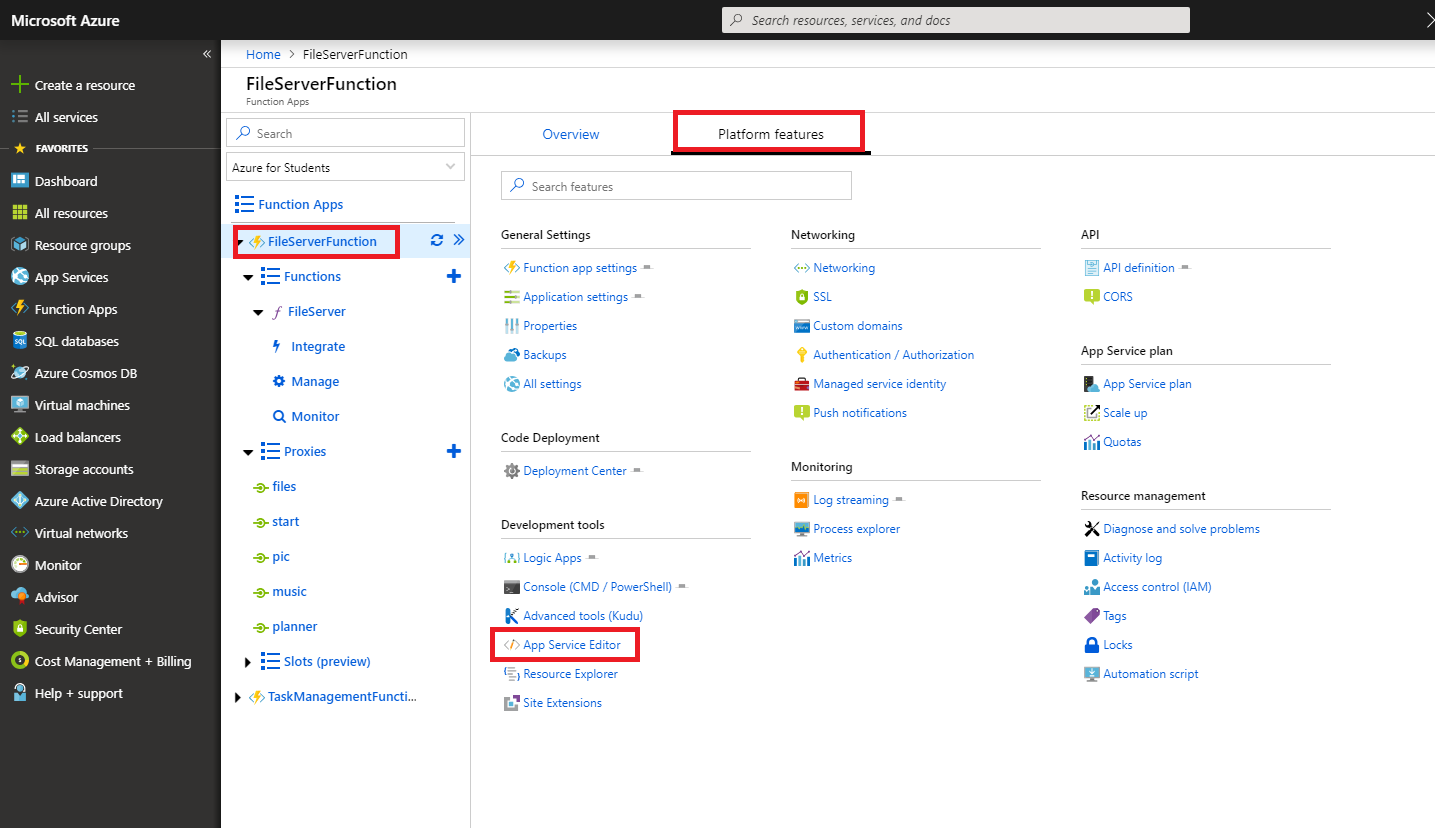 Microsoft Azure
Search resources, services, and docs
Create a resource
All services
FAVORITES
Dashboard
All resources
Resource groups
App Services
Function Apps
SQL databases
Azure Cosmos DB
Virtual machines
Load balancers
Storage accounts
Azure Active Directory
Virtual networks
Monitor
Advisor
Security Center
Cost Management + Billing
Help + support
Home > FileServerFunction
FileServerFunction
Function Apps
Search
Azure for Students
Function Apps
FileServerFunction
Functions
FileServer
Integrate
Manage
Monitor
Proxies
files
start
pic
music
planner
Slots (preview)
TaskManagementFuncti...
Overview
Platform features
Search features
General Settings
Function app settings
Application settings
Properties
Backups
All settings
Code Deployment
Deployment Center
Development tools
Logic Apps
Console (CMD / PowerShell)
Advanced tools (Kudu)
App Service Editor
Resource Explorer
Site Extensions
Networking
Networking
SSL
Custom domains
Authentication / Authorization
Managed service identity
Push notifications
Monitoring
Log streaming
Process explorer
Metrics
API
API definition
CORS
App Service plan
App Service plan
Scale up
Quotas
Resource management
Diagnose and solve problems
Activity log
Access control (IAM)
Tags
Locks
Automation script